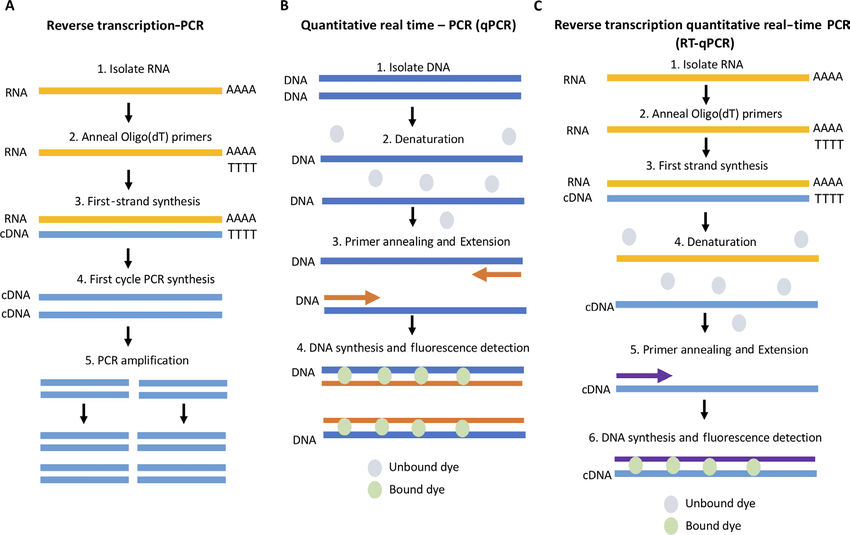 A
Reverse transcription–PCR
1. Isolate RNA
RNA
AAAA
2. Anneal Oligo(dT) primers
RNA
AAAA
TTTT
3. First-strand synthesis
RNA
AAAA
cDNA
TTTT
4. First cycle PCR synthesis
cDNA
cDNA
5. PCR amplification
B
Quantitative real time – PCR (qPCR)
1. Isolate DNA
DNA
DNA
2. Denaturation
DNA
DNA
3. Primer annealing and Extension
DNA
DNA
4. DNA synthesis and fluorescence detection
DNA
DNA
Unbound dye
Bound dye
C
Reverse transcription quantitative real–time PCR
(RT-qPCR)
1. Isolate RNA
RNA
AAAA
2. Anneal Oligo(dT) primers
RNA
AAAA
TTTT
3. First strand synthesis
RNA
AAAA
cDNA
TTTT
4. Denaturation
cDNA
5. Primer annealing and Extension
cDNA
6. DNA synthesis and fluorescence detection
cDNA
Unbound dye
Bound dye